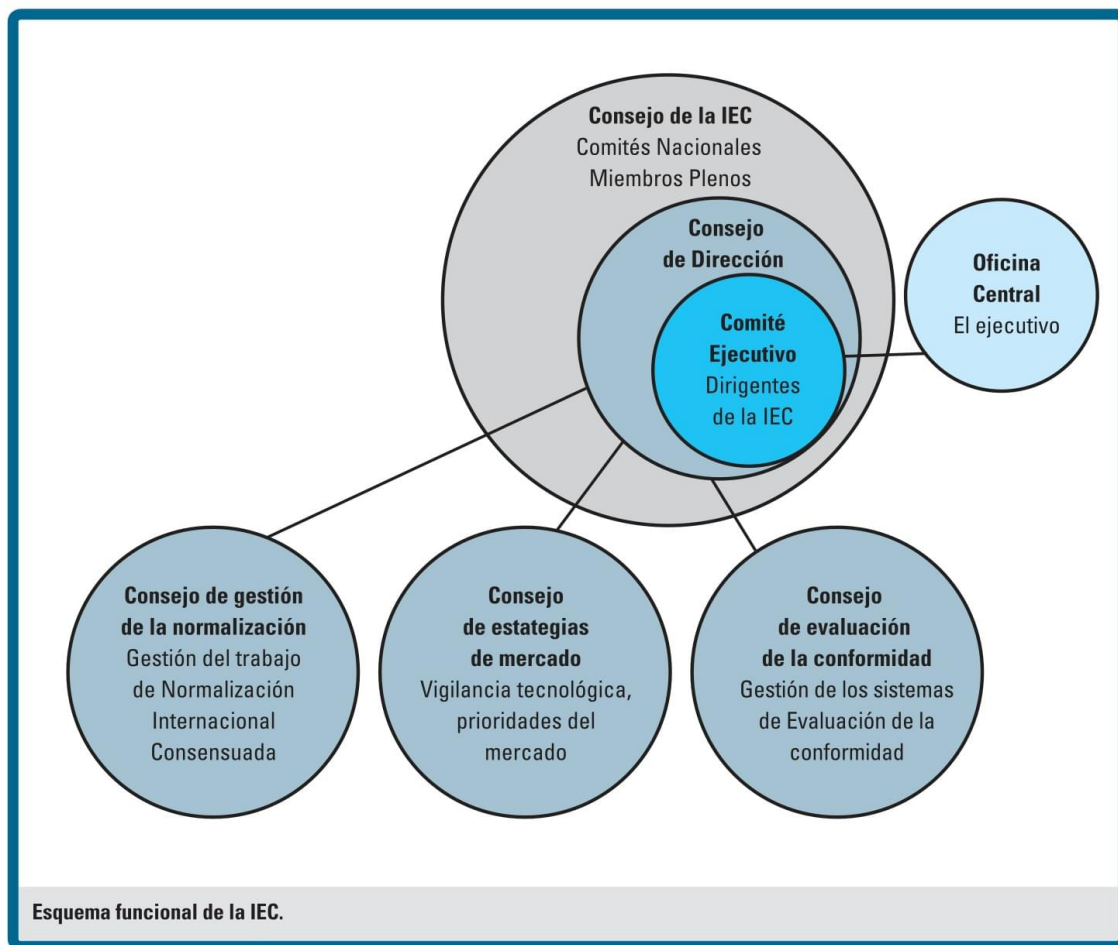 Consejo de la IEC
Comités Nacionales
Miembros Plenos
Consejo
de Dirección
Comité
Ejecutivo
Dirigentes
de la IEC
Oficina
Central
El ejecutivo
Consejo de gestión
de la normalización
Gestión del trabajo
de Normalización
Internacional
Consensuada
Consejo
de estategias
de mercado
Vigilancia tecnológica,
prioridades del
mercado
Consejo
de evaluación
de la conformidad
Gestión de los sistemas
de Evaluación de la
conformidad
Esquema funcional de la IEC.